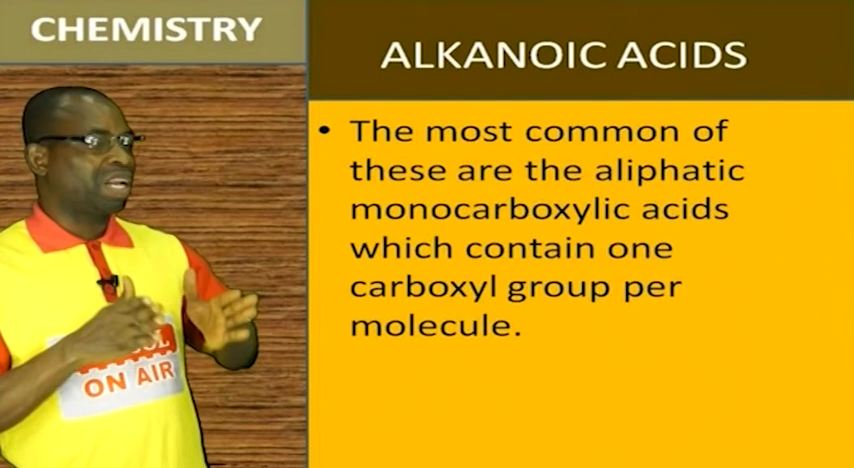 CHEMISTRY
ALKANOIC ACIDS
• The most common of
these are the aliphatic
monocarboxylic acids
which contain one
carboxyl group per
molecule.
ON AIR